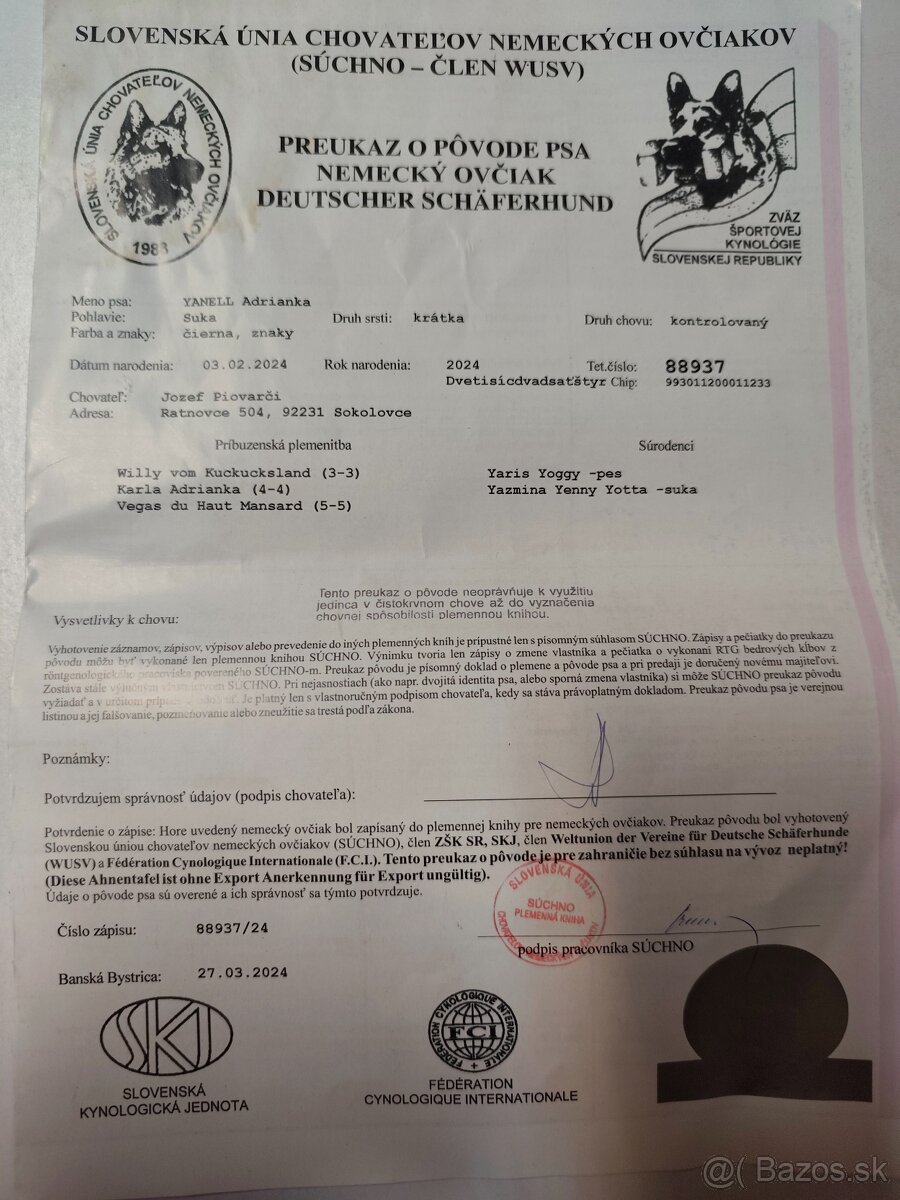 SLOVENSKÁ ÚNIA CHOVATEĽOV NEMECKÝCH OVČIAKOV
(SÚCHNO – ČLEN WUSV)
SLOVENSKÁ ÚNIA CHOVATEĽOV NEMECKÝCH OVČIAKOV
1983
PREUKAZ O PÔVODE PSA
NEMECKÝ OVČIAK
DEUTSCHER SCHÄFERHUND
ZVÄZ
ŠPORTOVEJ
KYNOLÓGIE
SLOVENSKEJ REPUBLIKY
Meno psa: YANELL Adrianka
Pohlavie: Suka Druh srsti: krátka Druh chovu: kontrolovaný
Farba a znaky: čierna, znaky
Dátum narodenia: 03.02.2024 Rok narodenia: 2024 Tet.číslo: 88937
Dvetisícdvadsaťštyr Chip: 993011200011233
Chovateľ: Jozef Piovarči
Adresa: Ratnovce 504, 92231 Sokolovce
Príbuzenská plemenitba Súrodenci
Willy vom Kuckucksland (3-3) Yaris Yoggy -pes
Karla Adrianka (4-4) Yazmina Yenny Yotta -suka
Vegas du Haut Mansard (5-5)
Tento preukaz o pôvode neoprávňuje k využitiu
jedinca v čistokrvnom chove až do vyznačenia
chovnej spôsobilosti plemennou knihou.
Vysvetlivky k chovu:
Vyhotovenie záznamov, zápisov, výpisov alebo prevedenie do iných plemenných kníh je prípustné len s písomným súhlasom SÚCHNO. Zápisy a pečiatky do preukazu
pôvodu môžu byť vykonané len plemennou knihou SÚCHNO. Výnimku tvoria len zápisy o zmene vlastníka a pečiatka o vykonaní RTG bedrových kĺbov z
röntgenologického pracoviska povereného SÚCHNO-m. Preukaz pôvodu je písomný doklad o plemene a pôvode psa a pri predaji je doručený novému majiteľovi.
Zostava stále výlučným vlastníctvom SÚCHNO. Pri nejasnostiach (ako napr. dvojitá identita psa, alebo sporná zmena vlastníka) si môže SÚCHNO preukaz pôvodu
vyžiadať a v určitom prípade Je platný len s vlastnoručným podpisom chovateľa, kedy sa stáva právoplatným dokladom. Preukaz pôvodu psa je verejnou
listinou a jej falšovanie, pozmeňovanie alebo zneužitie sa trestá podľa zákona.
Poznámky:
Potvrdzujem správnosť údajov (podpis chovateľa):
Potvrdenie o zápise: Hore uvedený nemecký ovčiak bol zapísaný do plemennej knihy pre nemeckých ovčiakov. Preukaz pôvodu bol vyhotovený
Slovenskou úniou chovateľov nemeckých ovčiakov (SÚCHNO), člen ZŠK SR, SKJ, člen Weltunion der Vereine für Deutsche Schäferhunde
(WUSV) a Fédération Cynologique Internationale (F.C.I.). Tento preukaz o pôvode je pre zahraničie bez súhlasu na vývoz neplatný!
(Diese Ahnentafel ist ohne Export Anerkennung für Export ungültig).
Údaje o pôvode psa sú overené a ich správnosť sa týmto potvrdzuje.
SLOVENSKÁ ÚNIA
SÚCHNO
PLEMENNÁ KNIHA
CHOVATEĽOV NEMECKÝCH OVČIAKOV
Číslo zápisu: 88937/24
podpis pracovníka SÚCHNO
Banská Bystrica: 27.03.2024
SKJ
SLOVENSKÁ
KYNOLOGICKÁ JEDNOTA
FÉDÉRATION CYNOLOGIQUE INTERNATIONALE
FCI
FÉDÉRATION
CYNOLOGIQUE INTERNATIONALE
@( Bazos.sk